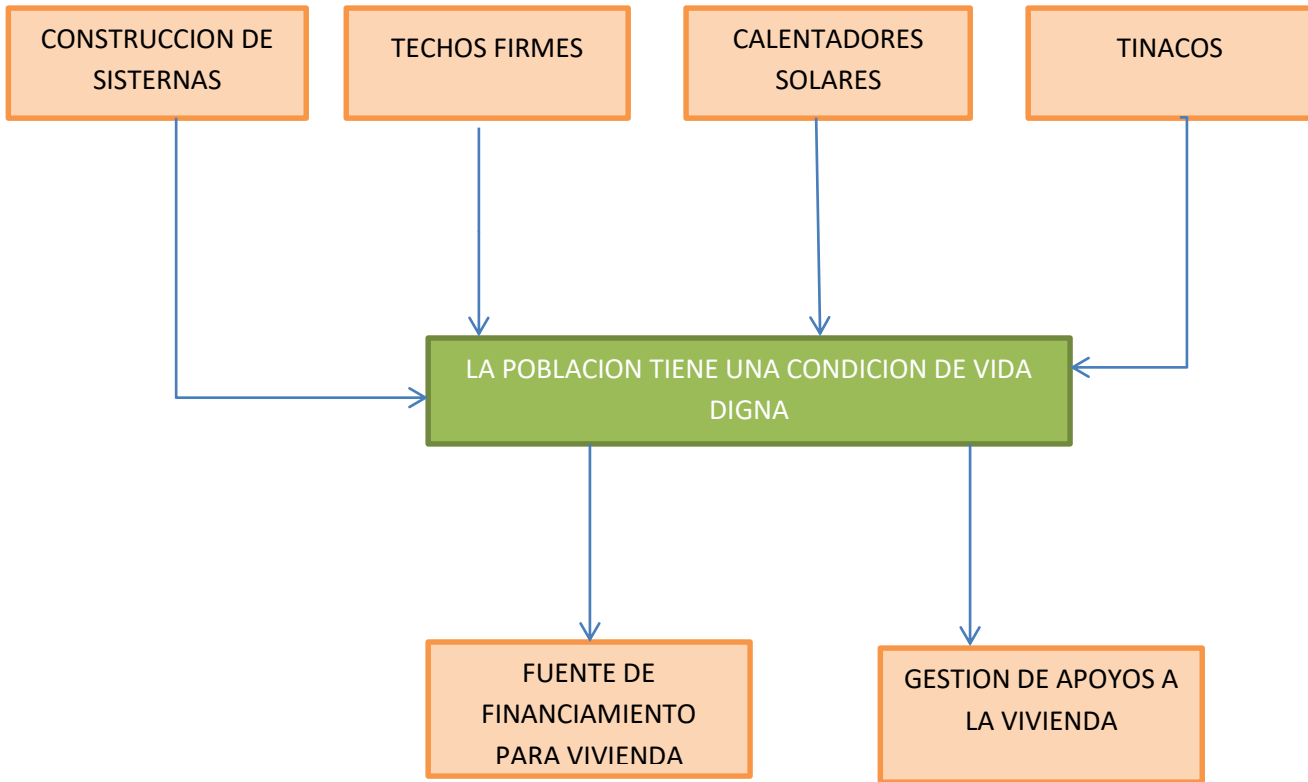 CONSTRUCCION DE
SISTERNAS
TECHOS FIRMES
CALENTADORES
SOLARES
TINACOS
LA POBLACION TIENE UNA CONDICION DE VIDA
DIGNA
FUENTE DE
FINANCIAMIENTO
PARA VIVIENDA
GESTION DE APOYOS A
LA VIVIENDA